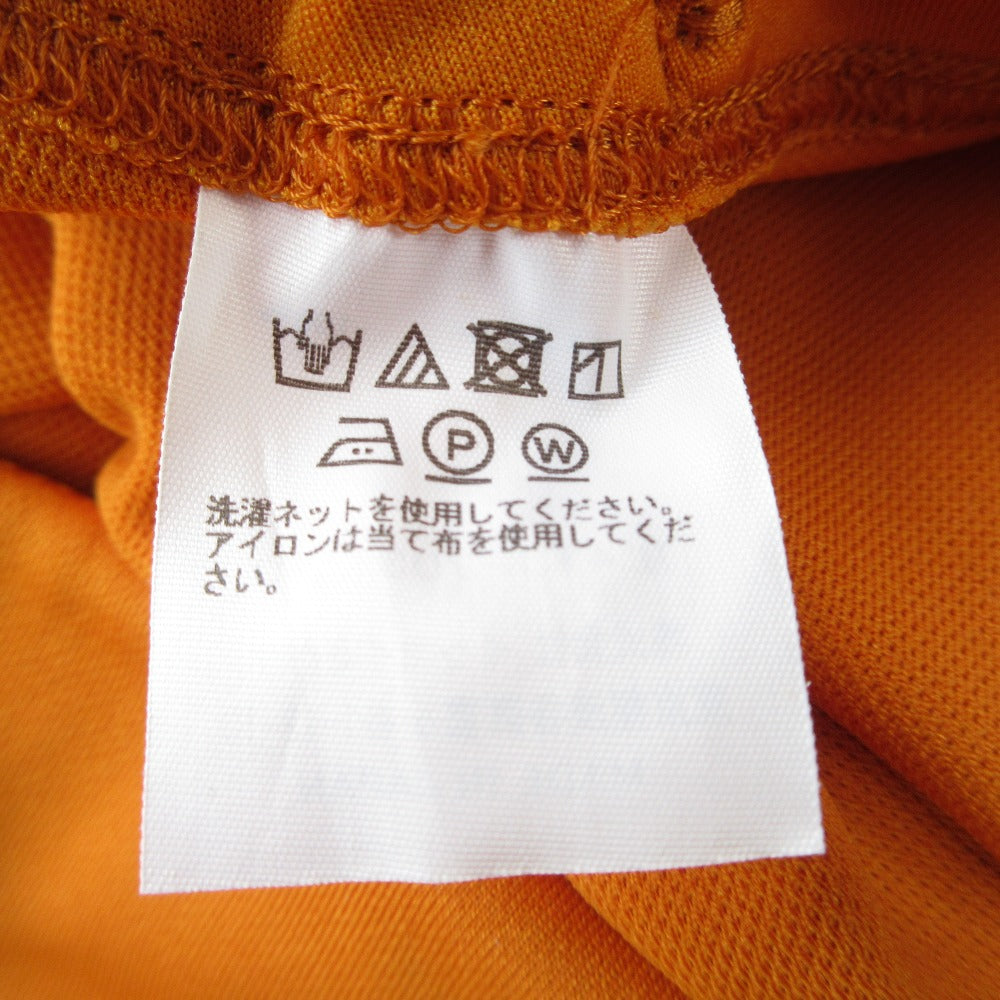 P W
洗濯ネットを使用してください。
アイロンは当て布を使用してくだ
さい。